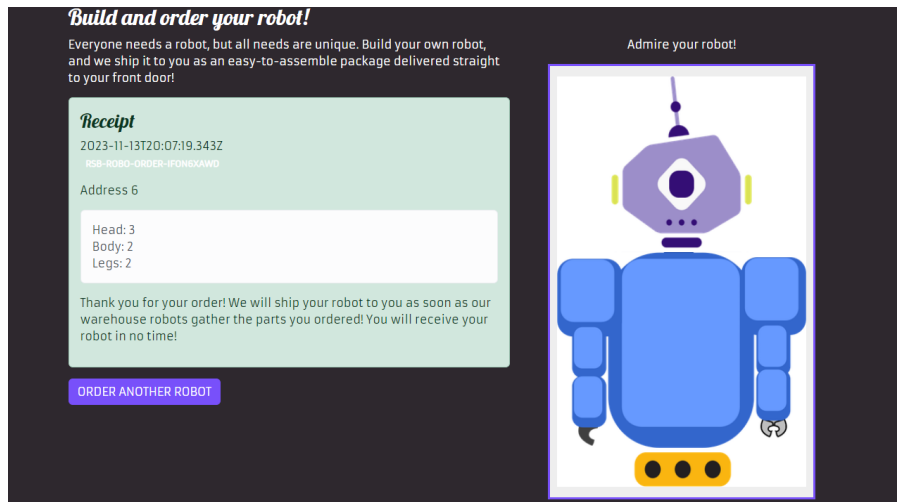 Build and order your robot!
Everyone needs a robot, but all needs are unique. Build your own robot,
and we ship it to you as an easy-to-assemble package delivered straight
to your front door!
Receipt
2023-11-13T20:07:19.343Z
RSB-ROBO-ORDER-IFON6XAWD
Address 6
Head: 3
Body: 2
Legs: 2
Thank you for your order! We will ship your robot to you as soon as our
warehouse robots gather the parts you ordered! You will receive your
robot in no time!
ORDER ANOTHER ROBOT
Admire your robot!